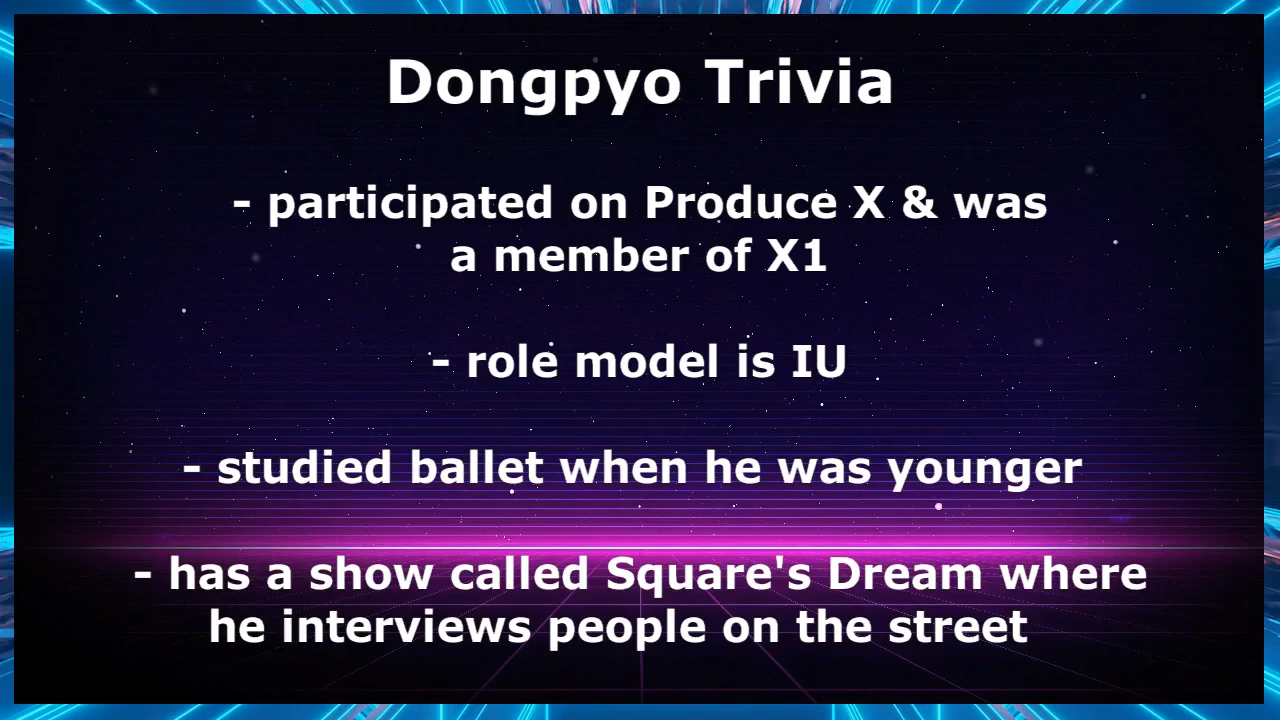 Dongpyo Trivia
- participated on Produce X & was
a member of X1
- role model is IU
- studied ballet when he was younger
- has a show called Square's Dream where
he interviews people on the street